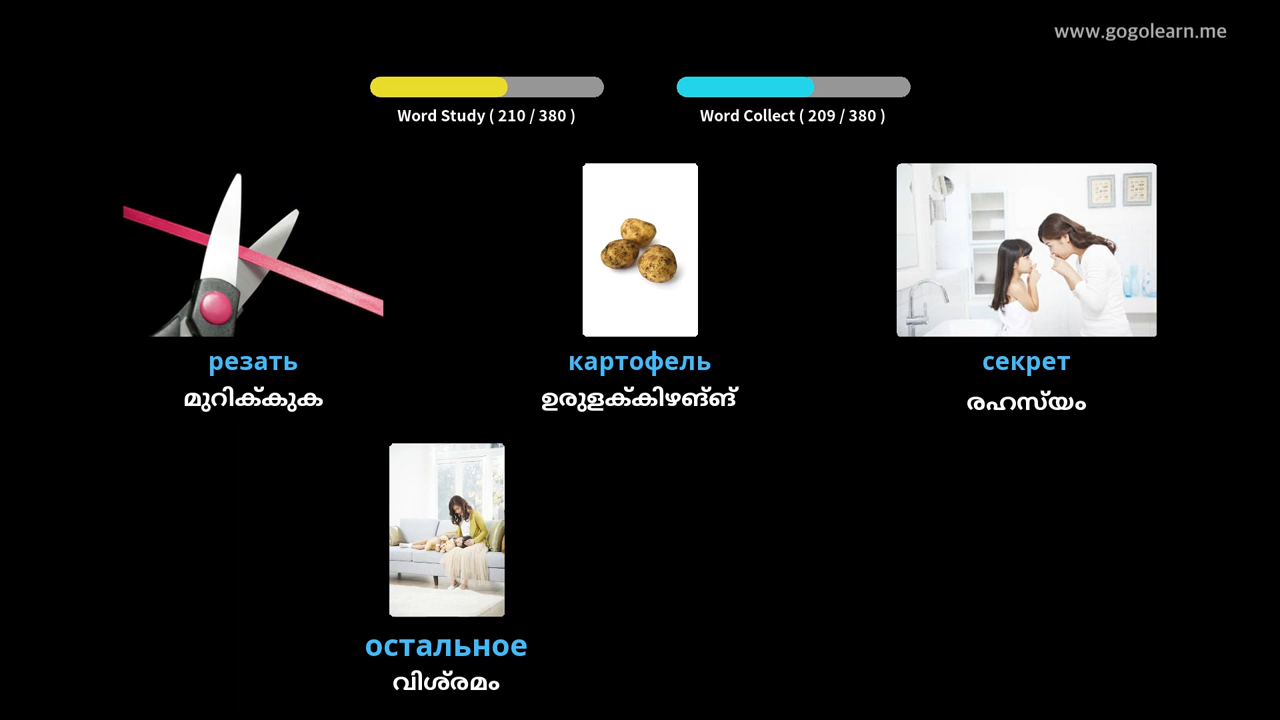 www.gogolearn.me
Word Study ( 210 / 380 )
Word Collect ( 209 / 380 )
резать
മുറിക്കുക
картофель
ഉരുളക്കിഴങ്ങ്
секрет
രഹസ്യം
остальное
വിശ്രമം